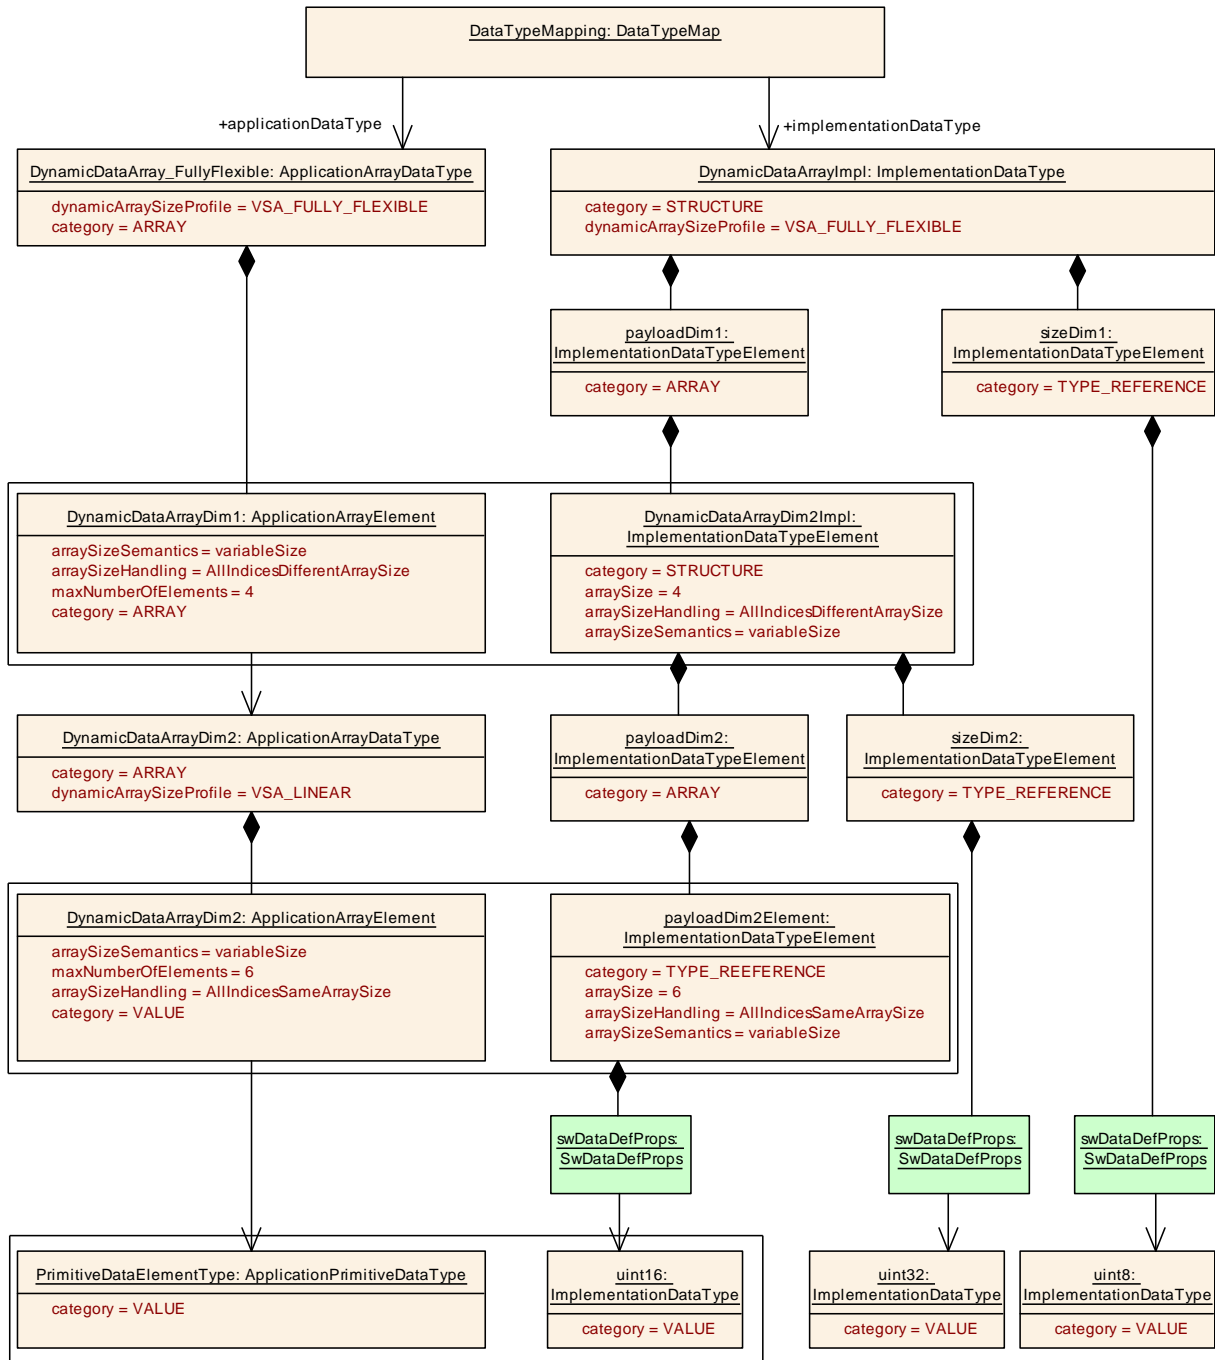 DataTypeMapping: DataTypeMap
+applicationDataType
+implementationDataType
DynamicDataArray_FullyFlexible: ApplicationArrayDataType
dynamicArraySizeProfile = VSA_FULLY_FLEXIBLE
category = ARRAY
DynamicDataArrayImpl: ImplementationDataType
category = STRUCTURE
dynamicArraySizeProfile = VSA_FULLY_FLEXIBLE
payloadDim1:
ImplementationDataTypeElement
category = ARRAY
sizeDim1:
ImplementationDataTypeElement
category = TYPE_REFERENCE
DynamicDataArrayDim1: ApplicationArrayElement
arraySizeSemantics = variableSize
arraySizeHandling = AllIndicesDifferentArraySize
maxNumberOfElements = 4
category = ARRAY
DynamicDataArrayDim2Impl:
ImplementationDataTypeElement
category = STRUCTURE
arraySize = 4
arraySizeHandling = AllIndicesDifferentArraySize
arraySizeSemantics = variableSize
DynamicDataArrayDim2: ApplicationArrayDataType
category = ARRAY
dynamicArraySizeProfile = VSA_LINEAR
payloadDim2:
ImplementationDataTypeElement
category = ARRAY
sizeDim2:
ImplementationDataTypeElement
category = TYPE_REFERENCE
DynamicDataArrayDim2: ApplicationArrayElement
arraySizeSemantics = variableSize
maxNumberOfElements = 6
arraySizeHandling = AllIndicesSameArraySize
category = VALUE
payloadDim2Element:
ImplementationDataTypeElement
category = TYPE_REEFERENCE
arraySize = 6
arraySizeHandling = AllIndicesSameArraySize
arraySizeSemantics = variableSize
swDataDefProps:
SwDataDefProps
swDataDefProps:
SwDataDefProps
swDataDefProps:
SwDataDefProps
PrimitiveDataElementType: ApplicationPrimitiveDataType
category = VALUE
uint16:
ImplementationDataType
category = VALUE
uint32:
ImplementationDataType
category = VALUE
uint8:
ImplementationDataType
category = VALUE